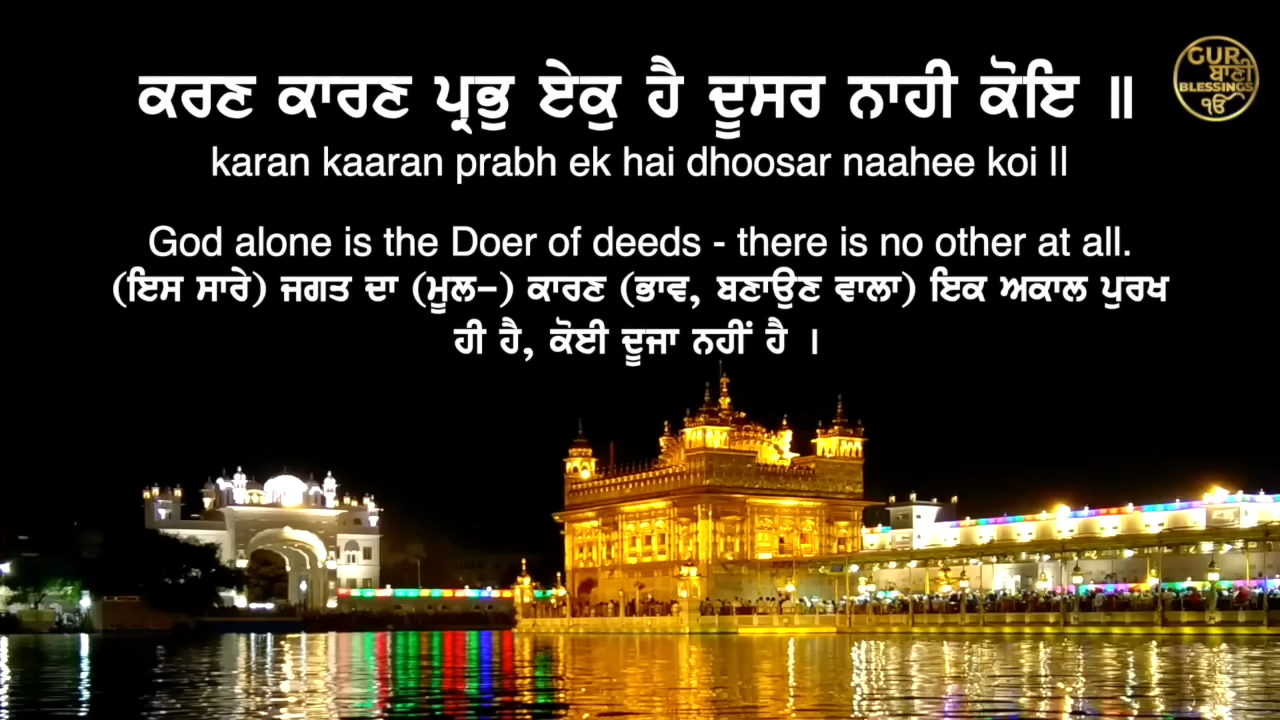 ਕਰਣ ਕਾਰਣ ਪ੍ਰਭੁ ਏਕੁ ਹੈ ਦੂਸਰ ਨਾਹੀ ਕੋਇ ॥
karan kaaran prabh ek hai dhoosar naahee koi ll
God alone is the Doer of deeds - there is no other at all.
(ਇਸ ਸਾਰੇ) ਜਗਤ ਦਾ (ਮੂਲ-) ਕਾਰਣ (ਭਾਵ, ਬਣਾਉਣ ਵਾਲਾ) ਇਕ ਅਕਾਲ ਪੁਰਖ
ਹੀ ਹੈ, ਕੋਈ ਦੂਜਾ ਨਹੀਂ ਹੈ ।
GUR
ਬਾਣੀ
BLESSINGS
ੴ